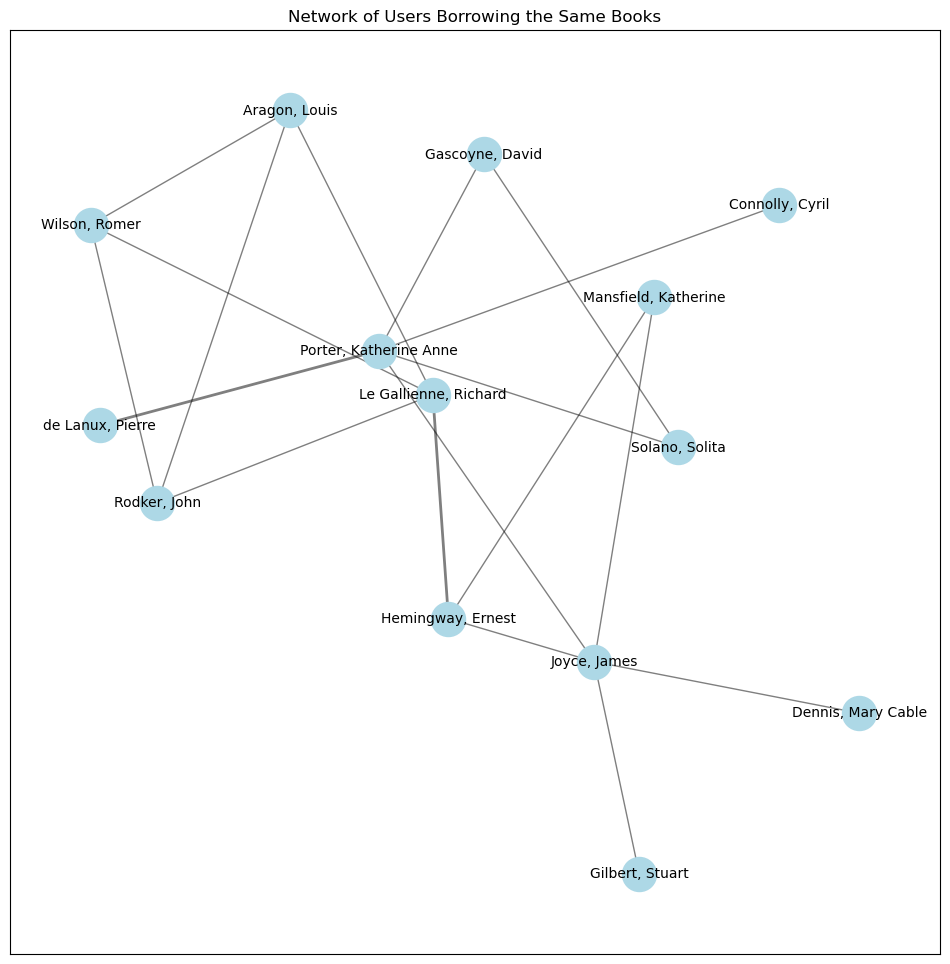 Network of Users Borrowing the Same Books
Aragon, Louis
Gascoyne, David
Connolly, Cyril
Wilson, Romer
Mansfield, Katherine
Porter, Katherine Anne
Le Gallienne, Richard
de Lanux, Pierre
Solano, Solita
Rodker, John
Hemingway, Ernest
Joyce, James
Dennis, Mary Cable
Gilbert, Stuart